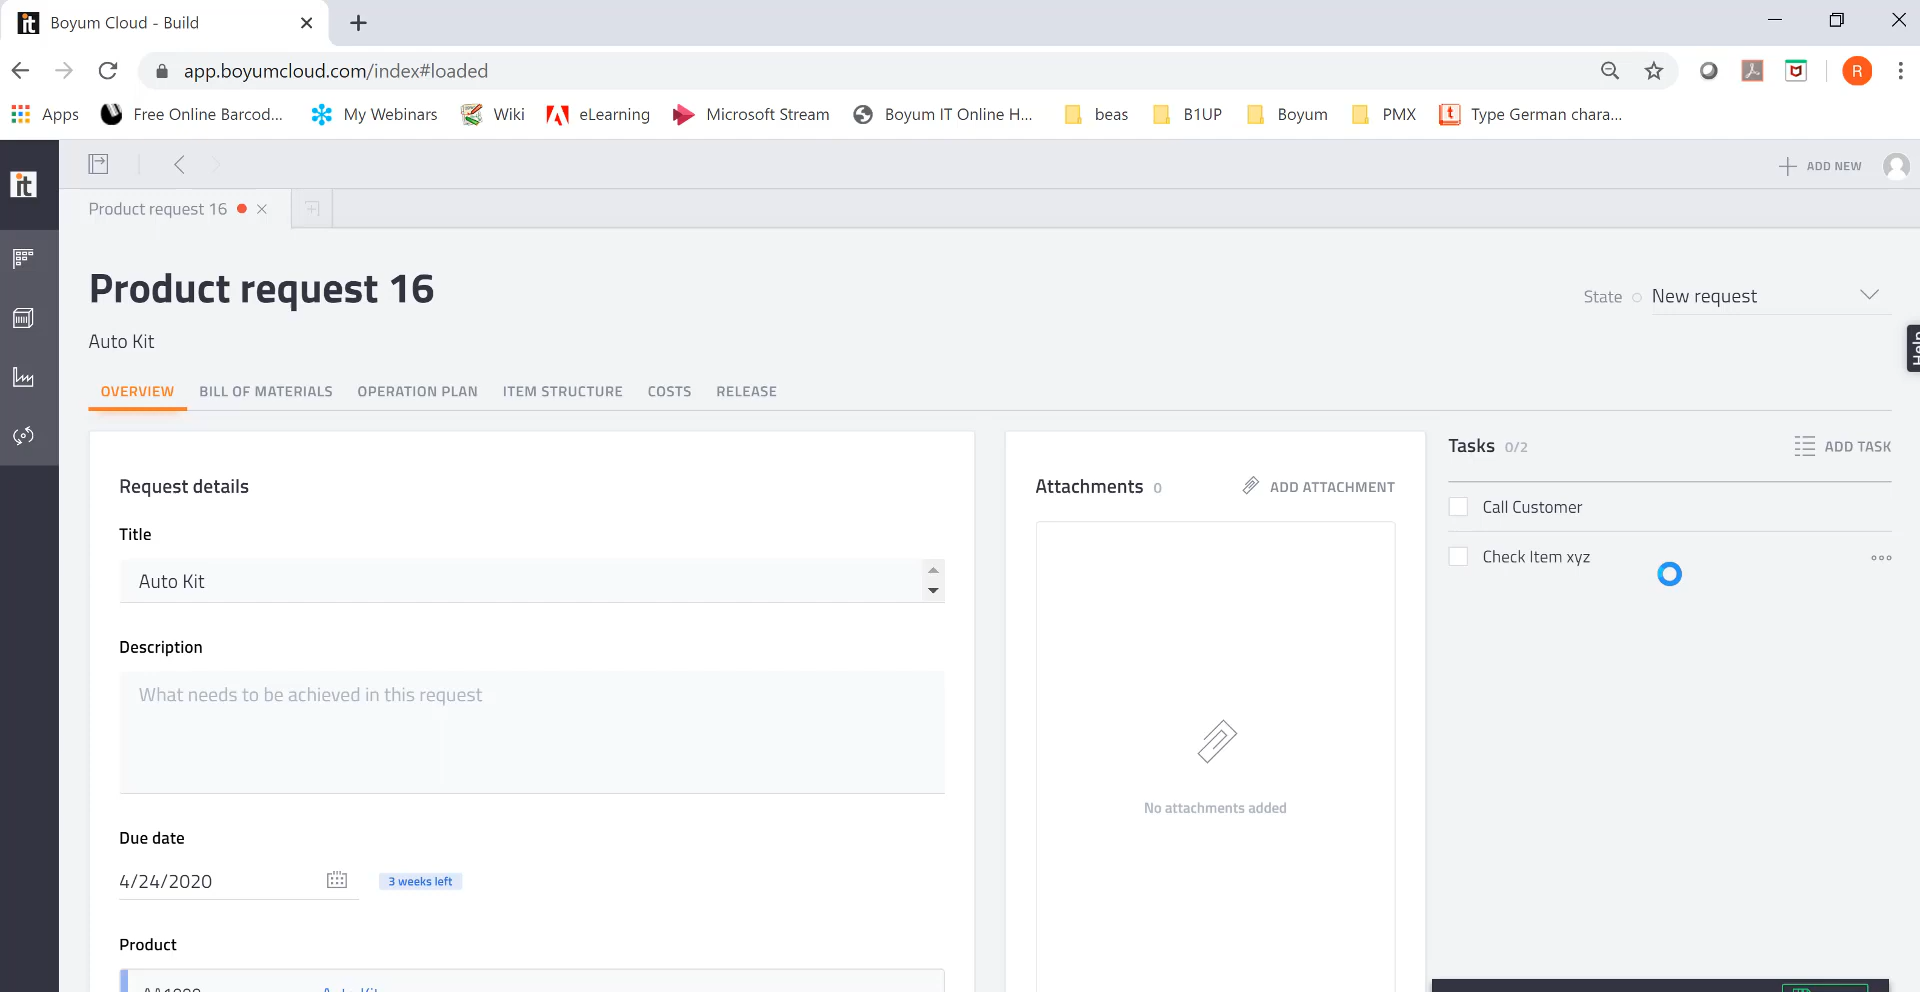 Boyum Cloud - Build
app.boyumcloud.com/index#loaded
R
Apps
Free Online Barcod...
My Webinars
Wiki
eLearning
Microsoft Stream
Boyum IT Online H...
beas
B1UP
Boyum
PMX
t
Type German chara...
it
ADD NEW
Product request 16
Product request 16
State
New request
Help
Auto Kit
OVERVIEW
BILL OF MATERIALS
OPERATION PLAN
ITEM STRUCTURE
COSTS
RELEASE
Request details
Title
Auto Kit
Description
What needs to be achieved in this request
Due date
4/24/2020
3 weeks left
Product
Attachments 0
ADD ATTACHMENT
No attachments added
Tasks 0/2
ADD TASK
Call Customer
Check Item xyz